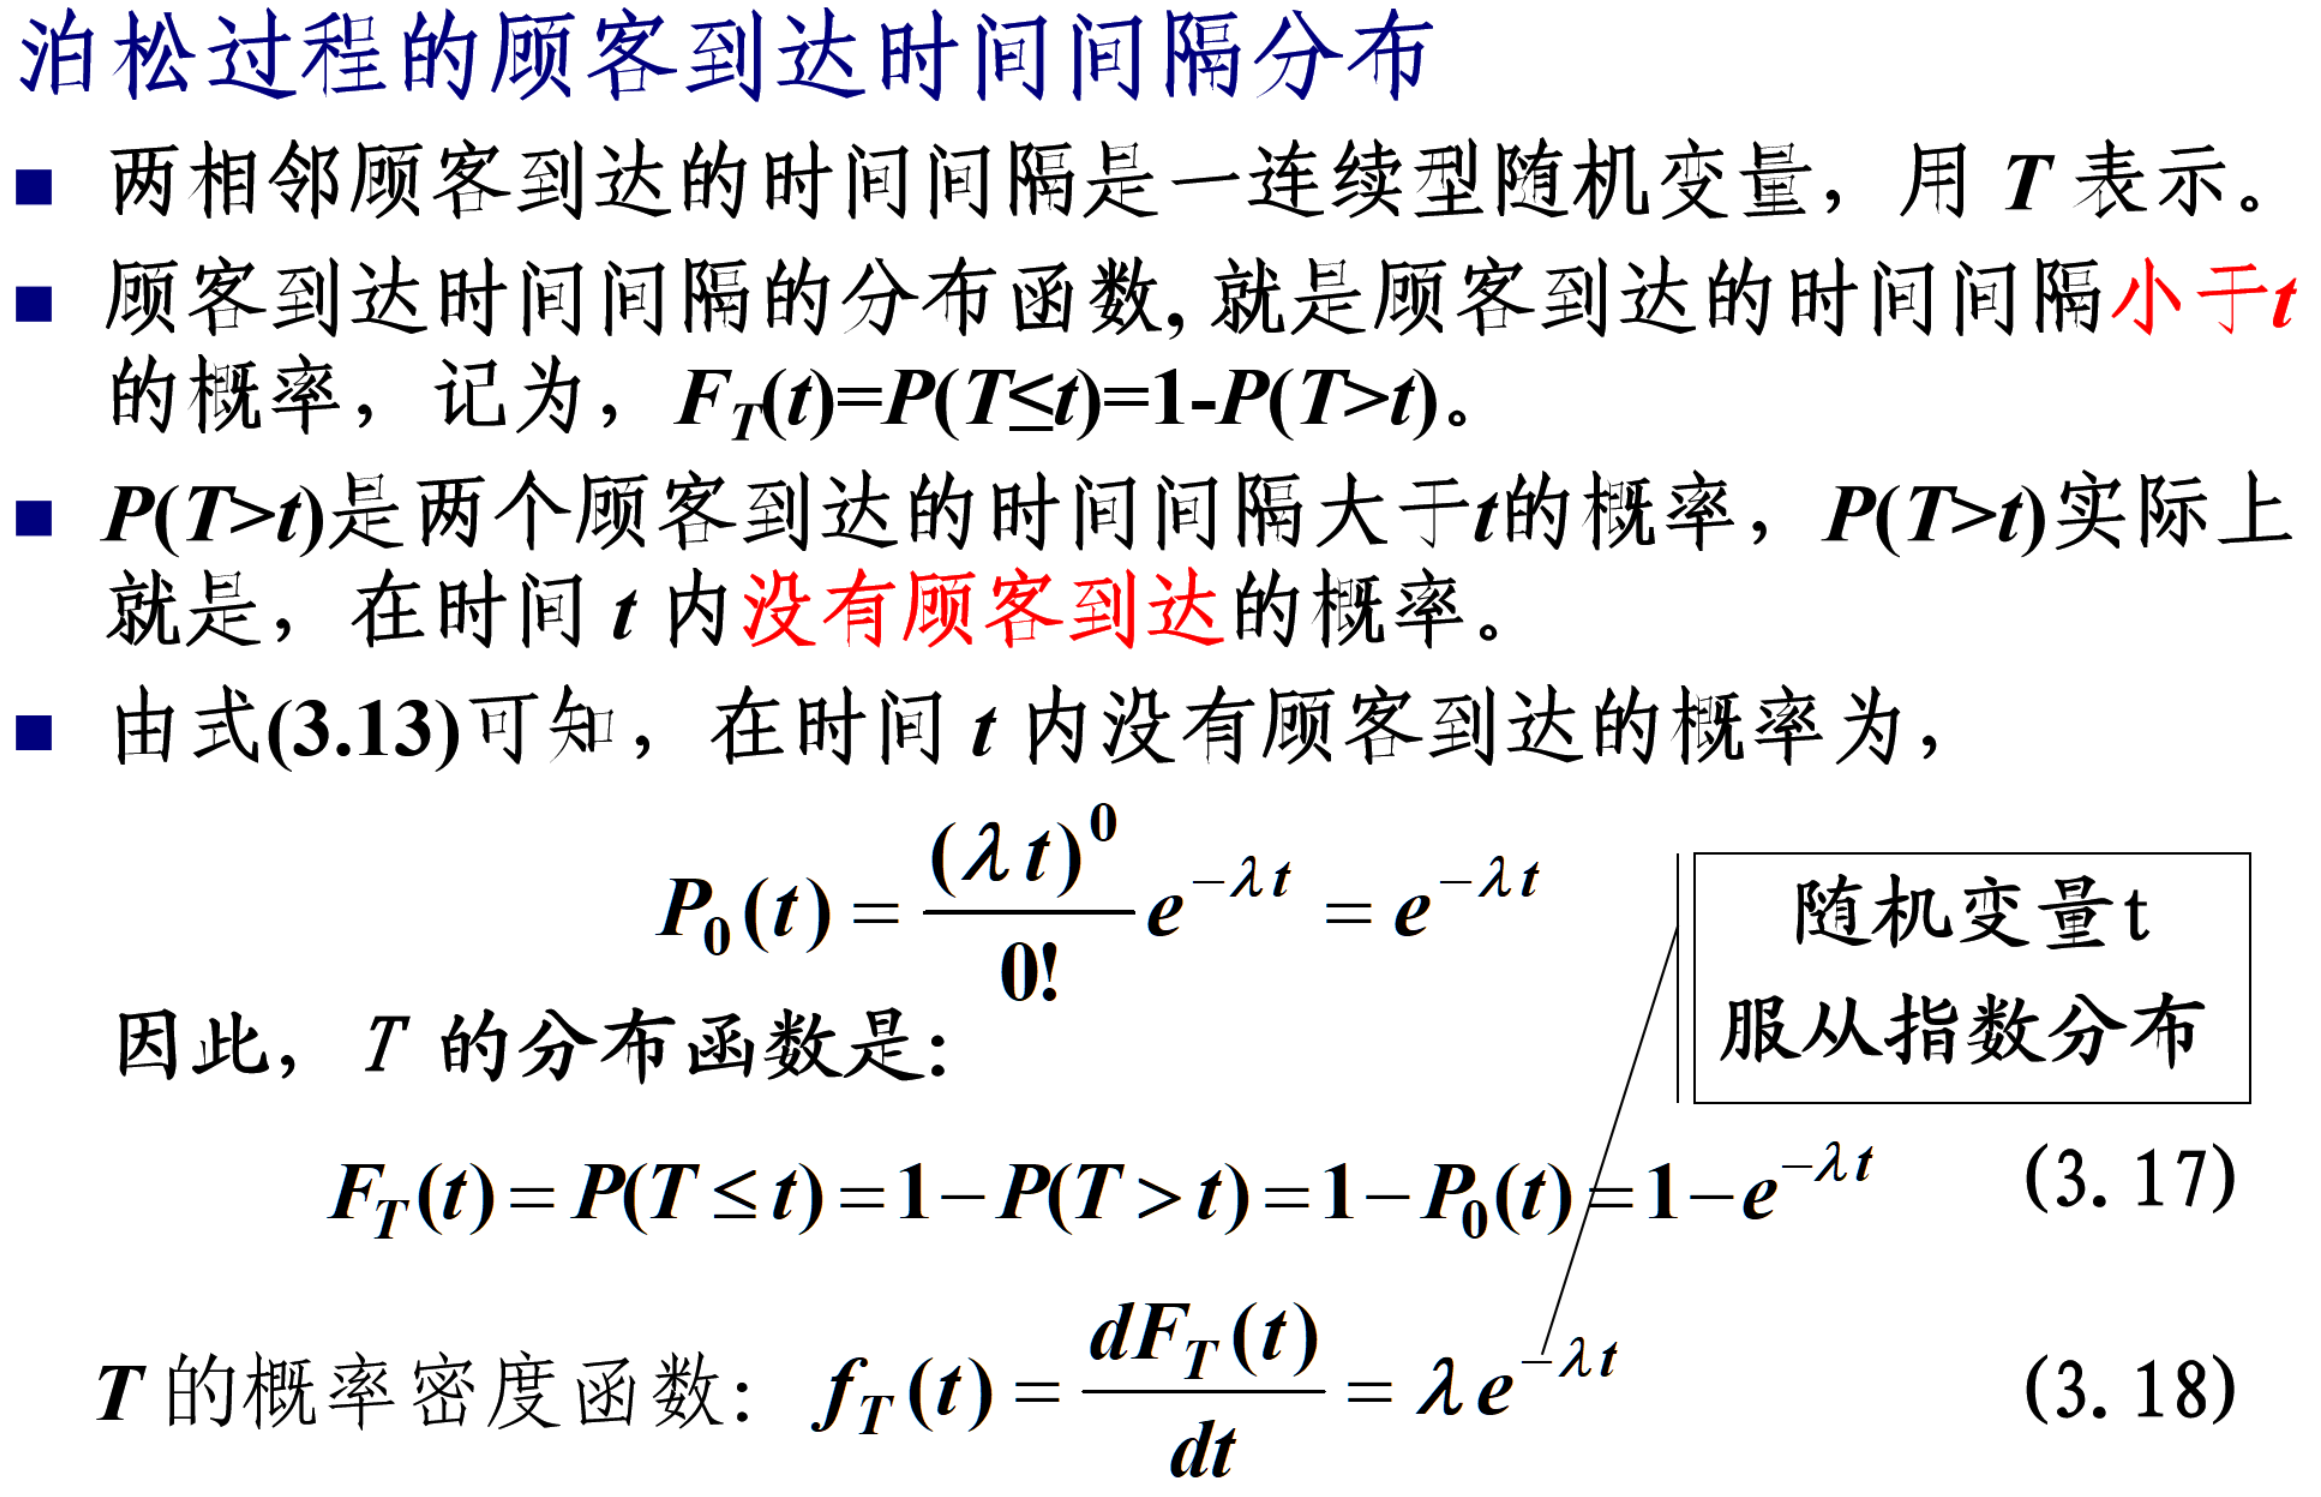 泊松过程的顾客到达时间间隔分布
■ 两相邻顾客到达的时间间隔是一连续型随机变量，用 T 表示。
■ 顾客到达时间间隔的分布函数,就是顾客到达的时间间隔小于t
的概率，记为，F_T(t)=P(T≤t)=1-P(T>t)。
■ P(T>t)是两个顾客到达的时间间隔大于t的概率，P(T>t)实际上
就是，在时间 t 内没有顾客到达的概率。
■ 由式(3.13)可知，在时间 t 内没有顾客到达的概率为，
P_0(t) = \frac{(λt)^0}{0!} e^{-λt} = e^{-λt}
随机变量t
服从指数分布
因此，T 的分布函数是：
F_T(t) = P(T ≤ t) = 1 − P(T > t) = 1 − P_0(t) = 1 − e^{-λt} (3.17)
T 的概率密度函数：f_T(t) = \frac{dF_T(t)}{dt} = λe^{-λt} (3.18)